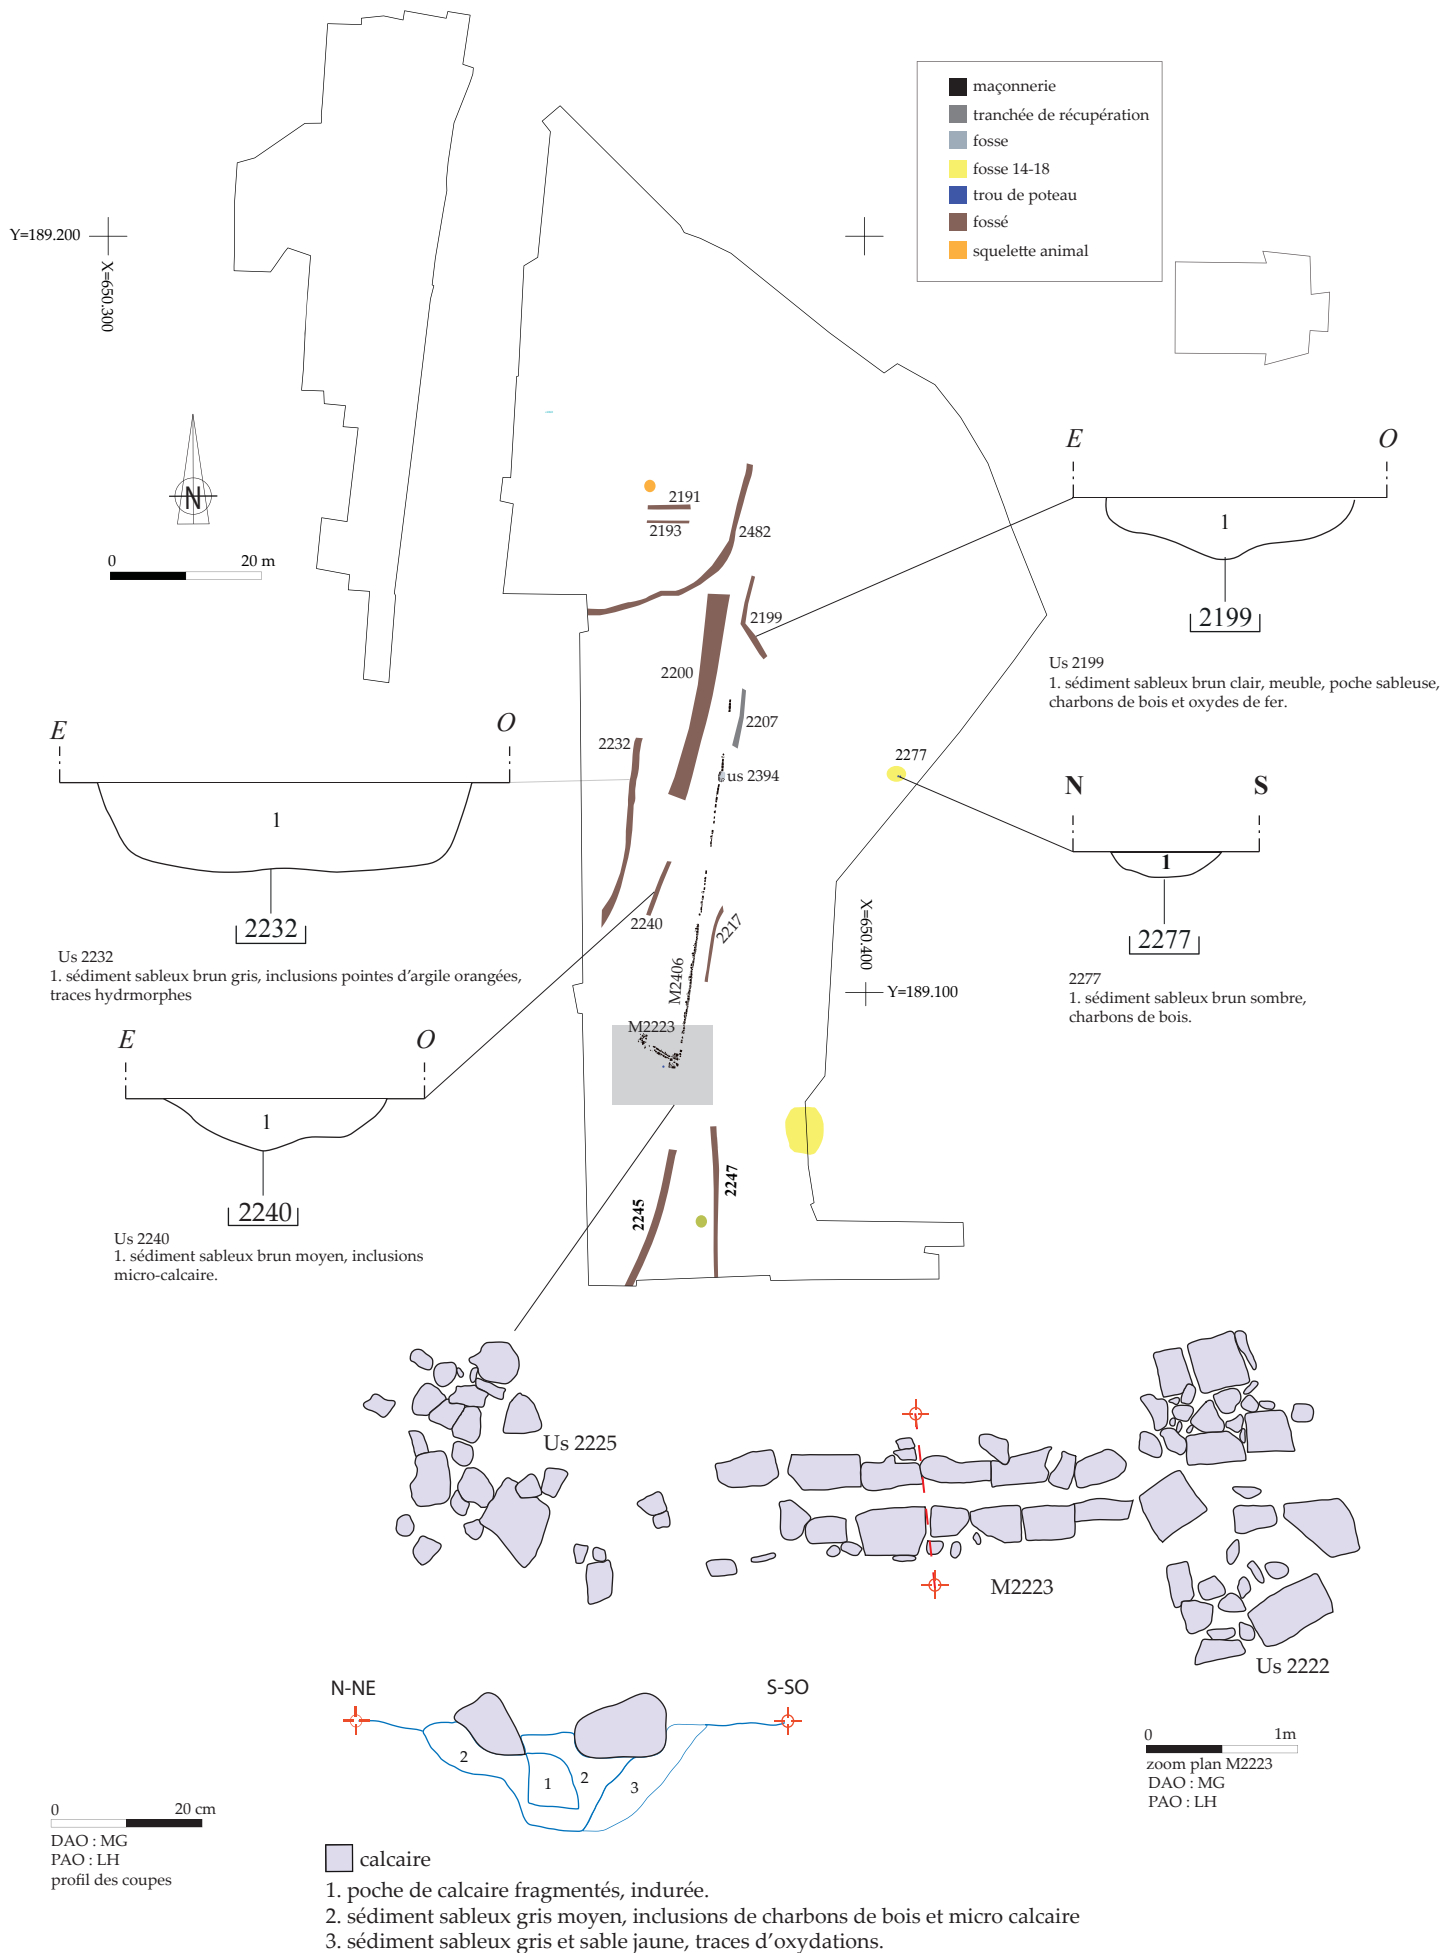 maçonnerie
tranchée de récupération
fosse
fosse 14-18
trou de poteau
fossé
squelette animal
Y=189.200
X=650.300
N
0 20 m
2191
2193
2482
2199
2200
2207
2232
us 2394
2277
2240
2217
M2406
M2223
X=650.400
Y=189.100
2245
2247
E O
1
2199
Us 2199
1. sédiment sableux brun clair, meuble, poche sableuse,
charbons de bois et oxydes de fer.
E O
1
2232
Us 2232
1. sédiment sableux brun gris, inclusions pointes d'argile orangées,
traces hydrmorphes
N S
1
2277
2277
1. sédiment sableux brun sombre,
charbons de bois.
E O
1
2240
Us 2240
1. sédiment sableux brun moyen, inclusions
micro-calcaire.
Us 2225
M2223
Us 2222
N-NE S-SO
2
1
2
3
0 1m
zoom plan M2223
DAO : MG
PAO : LH
0 20 cm
DAO : MG
PAO : LH
profil des coupes
calcaire
1. poche de calcaire fragmentés, indurée.
2. sédiment sableux gris moyen, inclusions de charbons de bois et micro calcaire
3. sédiment sableux gris et sable jaune, traces d'oxydations.